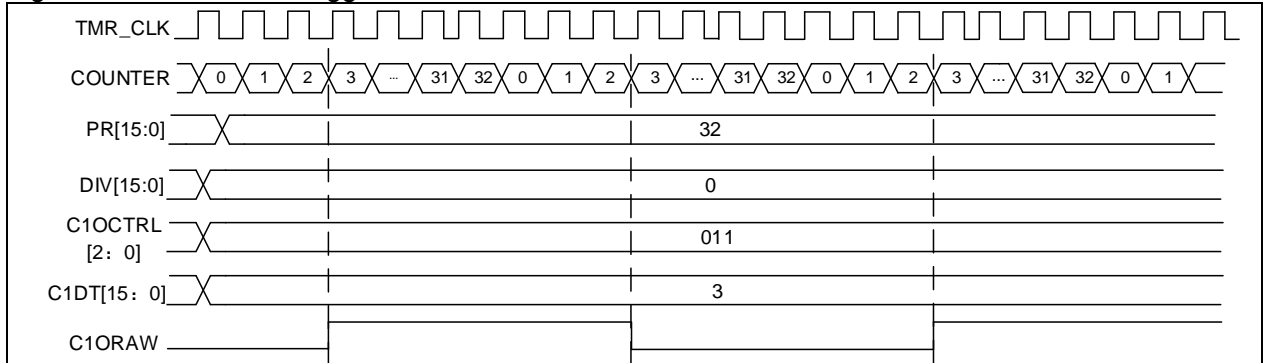 TMR_CLK
COUNTER 0 1 2 3 ... 31 32 0 1 2 3 ... 31 32 0 1 2 3 ... 31 32 0 1
PR[15:0] 32
DIV[15:0] 0
C1OCTRL
[2：0] 011
C1DT[15：0] 3
C1ORAW